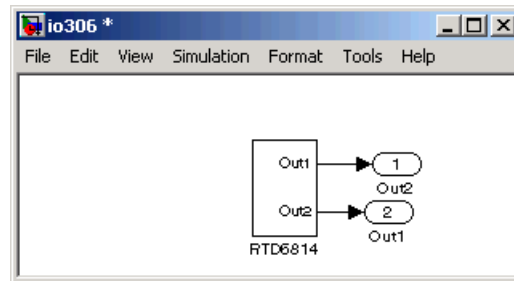 io306 *
File Edit View Simulation Format Tools Help
Out1 1
Out2
Out2 2
Out1
RTD6814